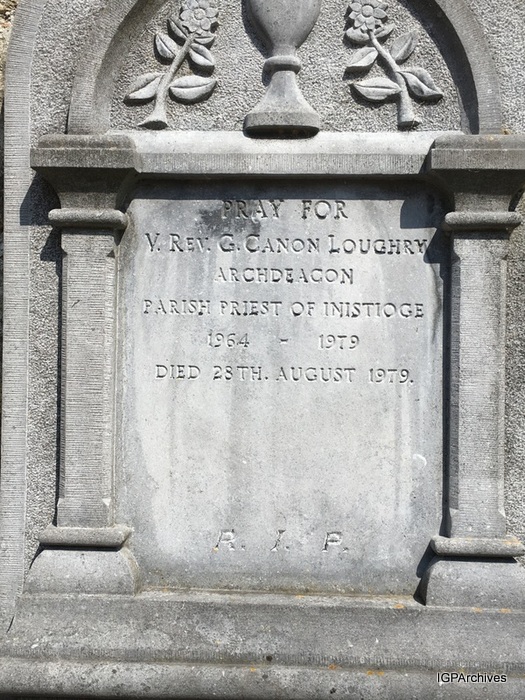 PRAY FOR
V. REV. G. CANON LOUGHRY
ARCHDEACON
PARISH PRIEST OF INISTIOGE
1964 - 1979
DIED 28TH. AUGUST 1979.
R. I. P.
IGPArchives